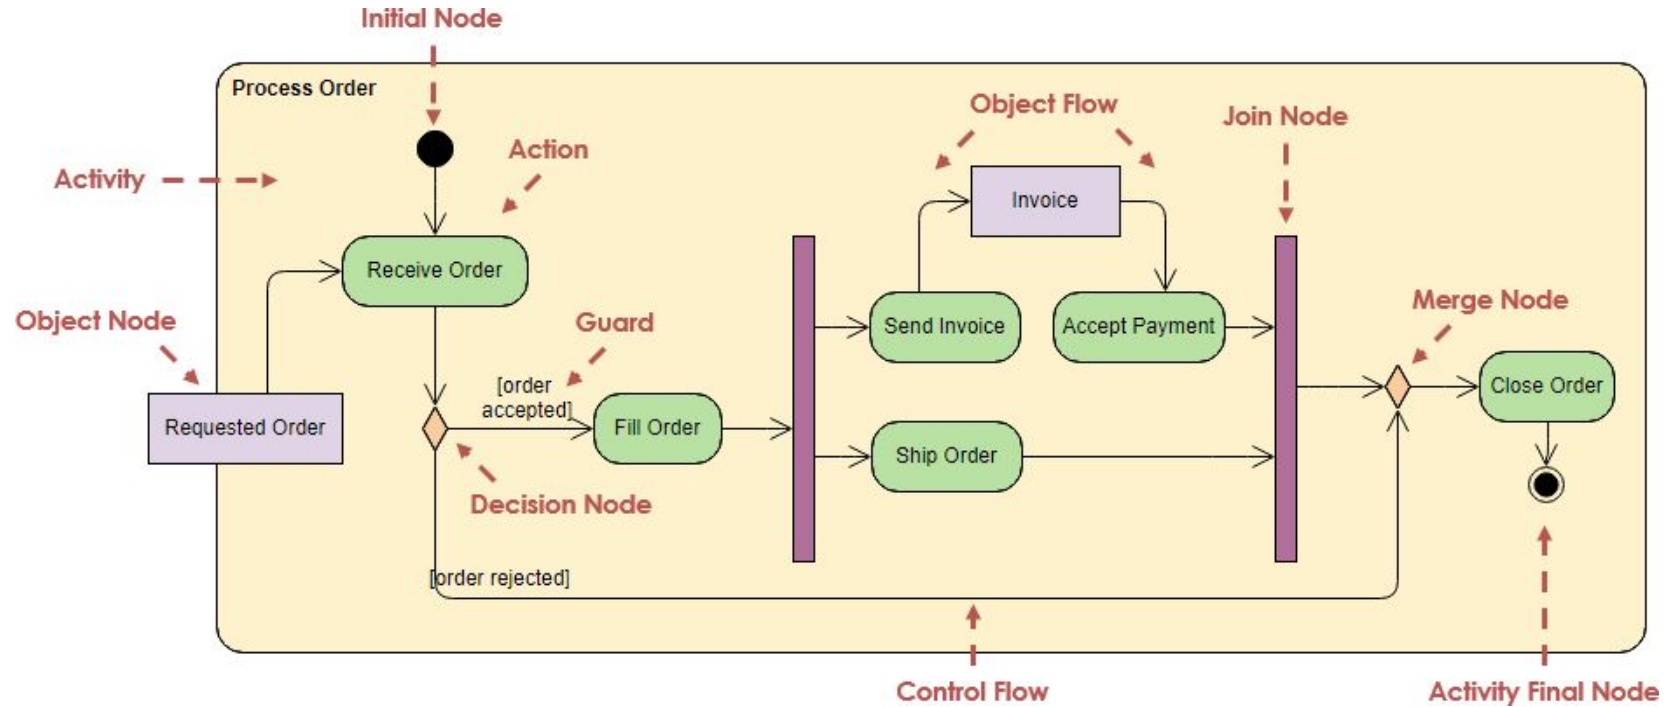 Initial Node
Process Order
Object Flow
Join Node
Action
Activity
Invoice
Receive Order
Merge Node
Object Node
Guard
Send Invoice
Accept Payment
[order
accepted]
Close Order
Requested Order
Fill Order
Ship Order
Decision Node
[order rejected]
Control Flow
Activity Final Node